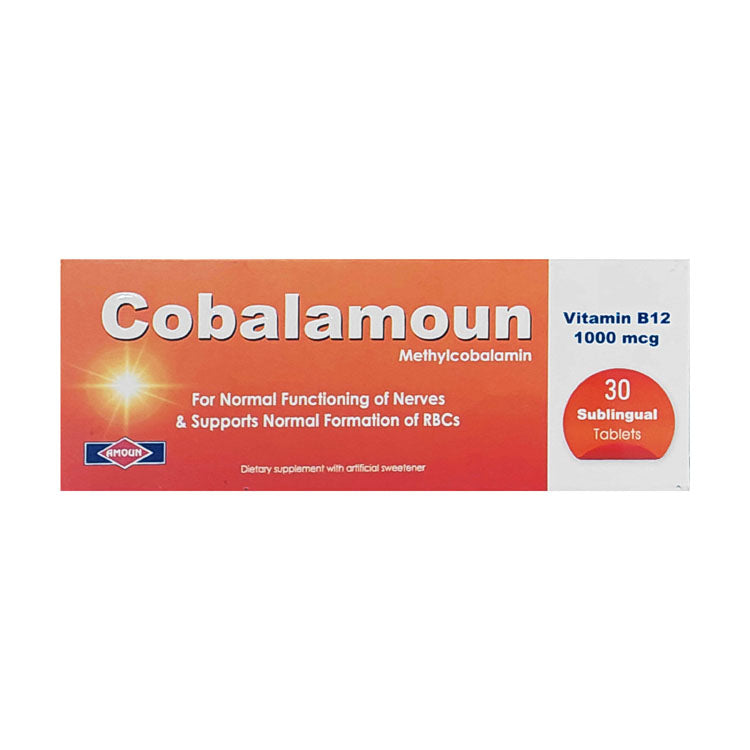 Cobalamoun
Methylcobalamin
For Normal Functioning of Nerves
& Supports Normal Formation of RBCs
AMOUN
Dietary supplement with artificial sweetener
Vitamin B12
1000 mcg
30
Sublingual
Tablets